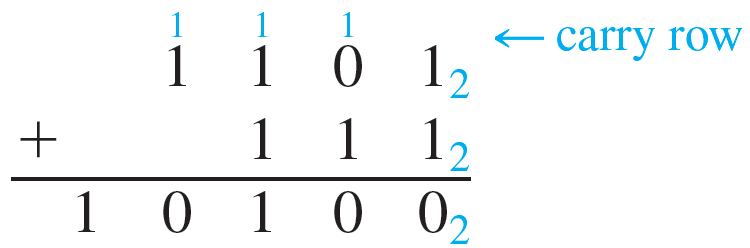 1 1 1 ← carry row
1 1 0 1₂
+ 1 1 1₂
1 0 1 0 0₂